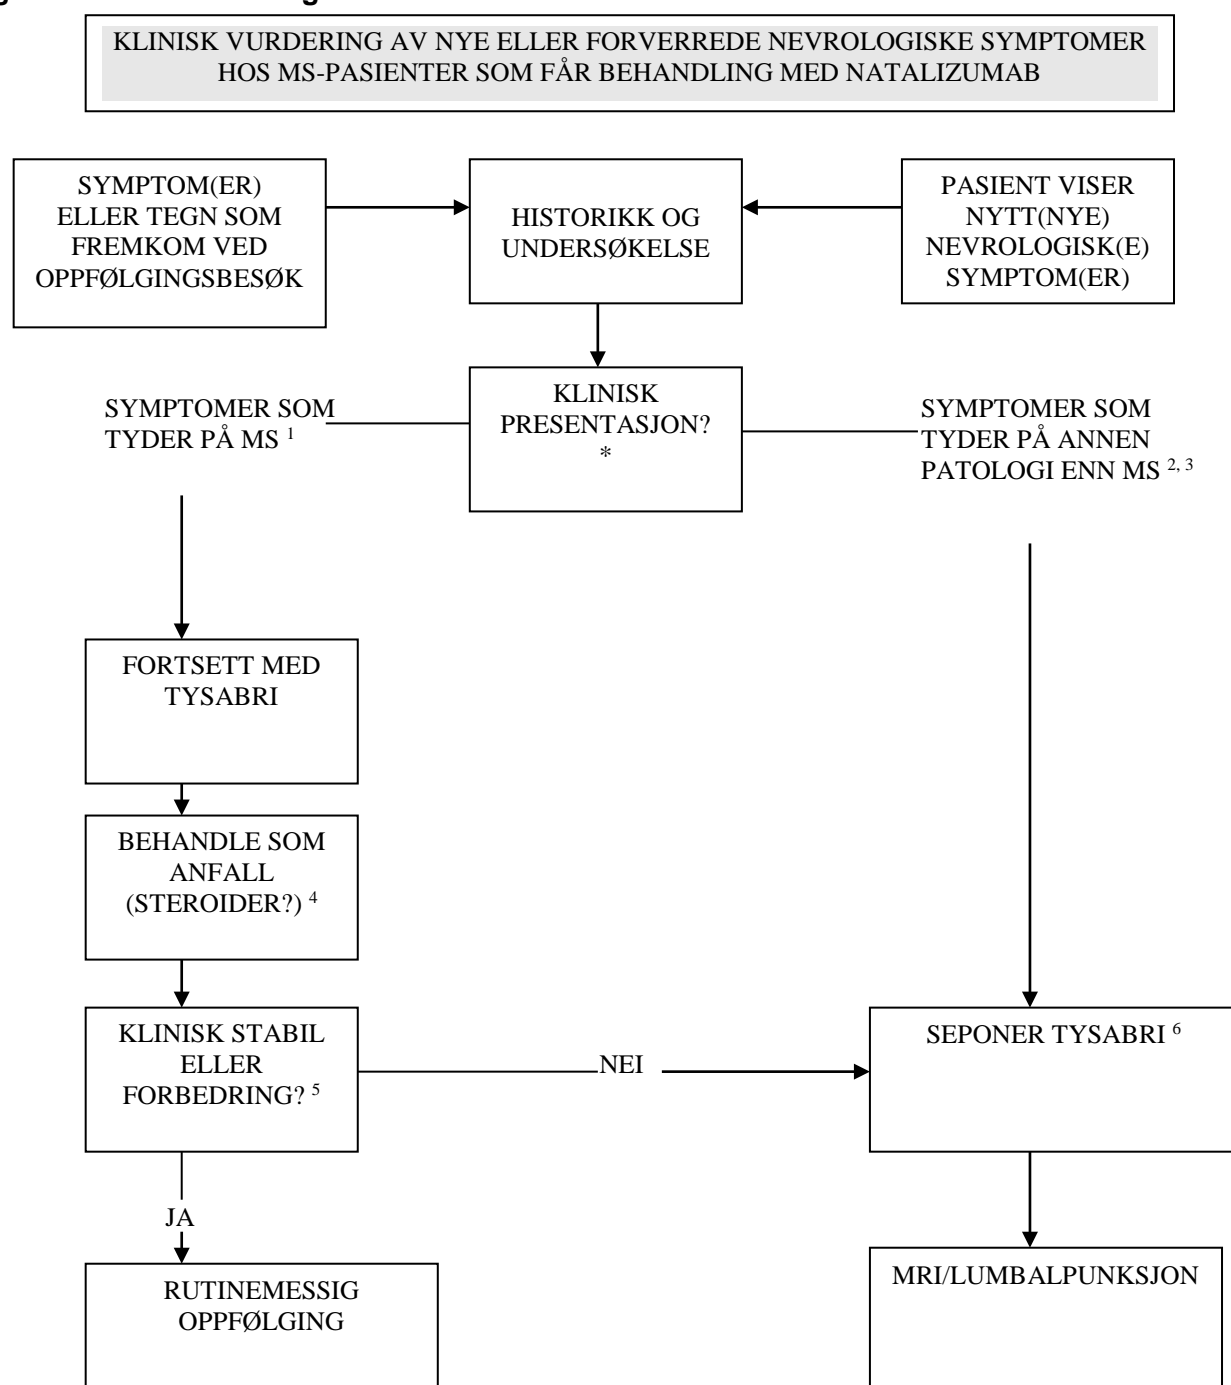 KLINISK VURDERING AV NYE ELLER FORVERREDE NEVROLOGISKE SYMPTOMER
HOS MS-PASIENTER SOM FÅR BEHANDLING MED NATALIZUMAB
SYMPTOM(ER)
ELLER TEGN SOM
FREMKOM VED
OPPFØLGINGSBESØK
HISTORIKK OG
UNDERSØKELSE
PASIENT VISER
NYTT(NYE)
NEVROLOGISK(E)
SYMPTOM(ER)
SYMPTOMER SOM
TYDER PÅ MS 1
KLINISK
PRESENTASJON?
*
SYMPTOMER SOM
TYDER PÅ ANNEN
PATOLOGI ENN MS 2, 3
FORTSETT MED
TYSABRI
BEHANDLE SOM
ANFALL
(STEROIDER?) 4
KLINISK STABIL
ELLER
FORBEDRING? 5
NEI
SEPONER TYSABRI 6
JA
RUTINEMESSIG
OPPFØLGING
MRI/LUMBALPUNKSJON